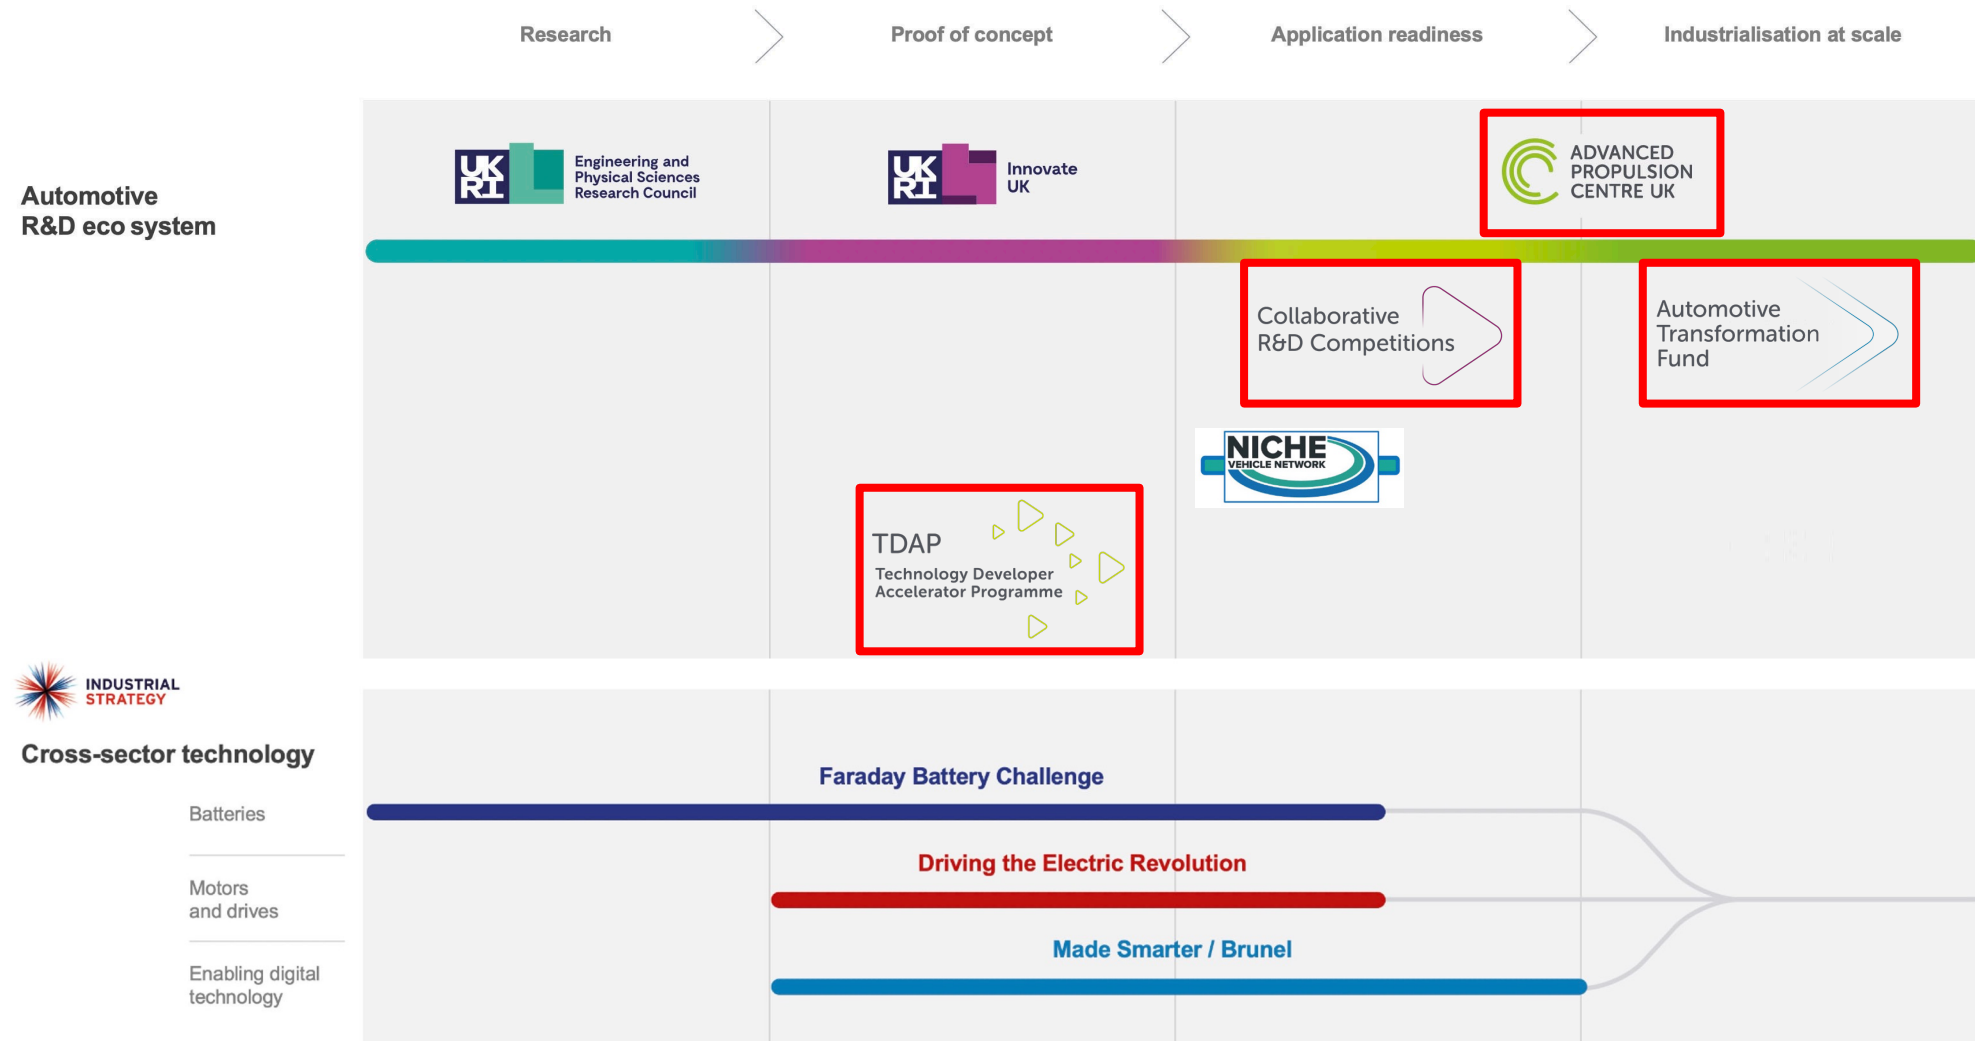 Research
Proof of concept
Application readiness
Industrialisation at scale
Automotive
R&D eco system
UK
RI
Engineering and
Physical Sciences
Research Council
UK
RI
Innovate
UK
ADVANCED
PROPULSION
CENTRE UK
Collaborative
R&D Competitions
Automotive
Transformation
Fund
NICHE
VEHICLE NETWORK
TDAP
Technology Developer
Accelerator Programme
INDUSTRIAL
STRATEGY
Cross-sector technology
Faraday Battery Challenge
Batteries
Driving the Electric Revolution
Motors
and drives
Made Smarter / Brunel
Enabling digital
technology